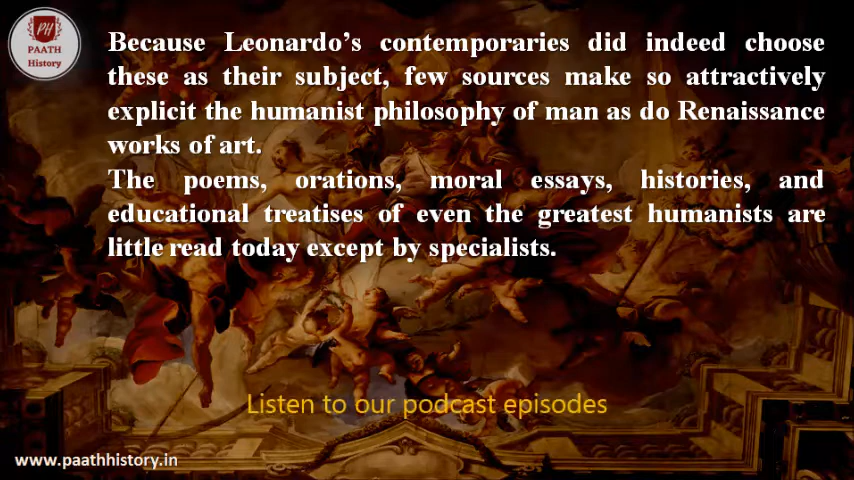 PH
PAATH
History
Because Leonardo’s contemporaries did indeed choose
these as their subject, few sources make so attractively
explicit the humanist philosophy of man as do Renaissance
works of art.
The poems, orations, moral essays, histories, and
educational treatises of even the greatest humanists are
little read today except by specialists.
Listen to our podcast episodes
www.paathhistory.in